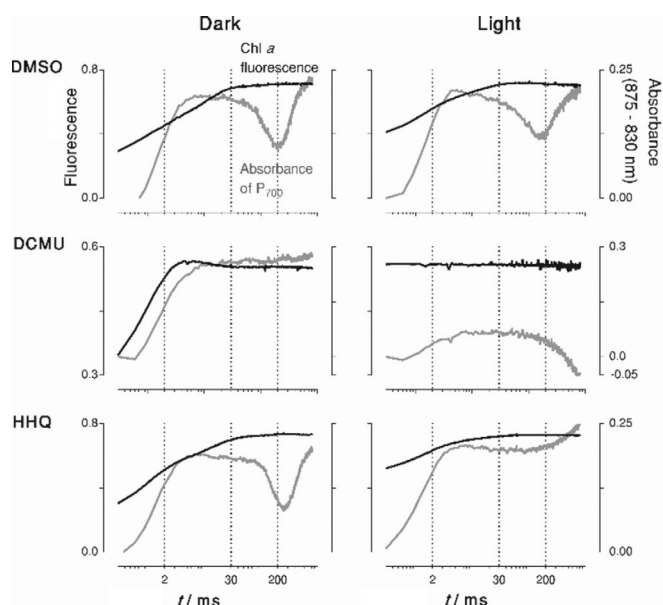 Dark
Light
DMSO
Chl a
fluorescence
0.8
0.0
Fluorescence
Absorbance
of P700
0.25
0.00
Absorbance
(875 - 830 nm)
DCMU
0.6
0.3
0.3
0.0
-0.05
HHQ
0.8
0.0
0.25
0.00
2
30
200
2
30
200
t / ms
t / ms